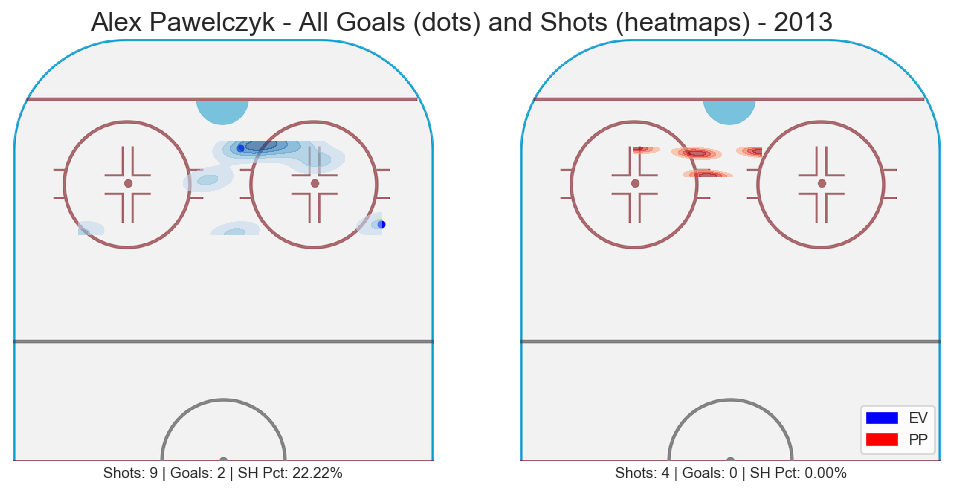 Alex Pawelczyk - All Goals (dots) and Shots (heatmaps) - 2013
EV
PP
Shots: 9 | Goals: 2 | SH Pct: 22.22%
Shots: 4 | Goals: 0 | SH Pct: 0.00%